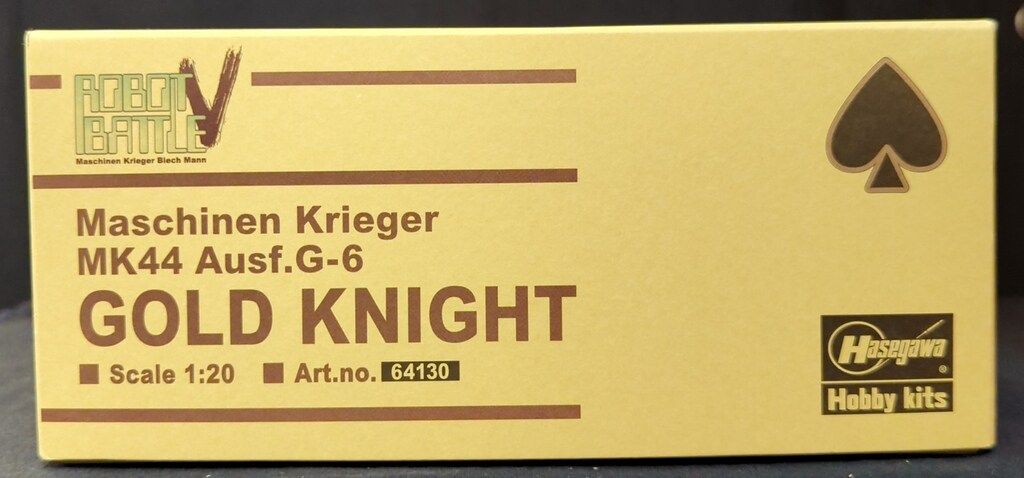 ROBOT
BATTLE V
Maschinen Krieger Blech Mann
Maschinen Krieger
MK44 Ausf.G-6
GOLD KNIGHT
Scale 1:20 Art.no. 64130
Hasegawa ®
Hobby kits